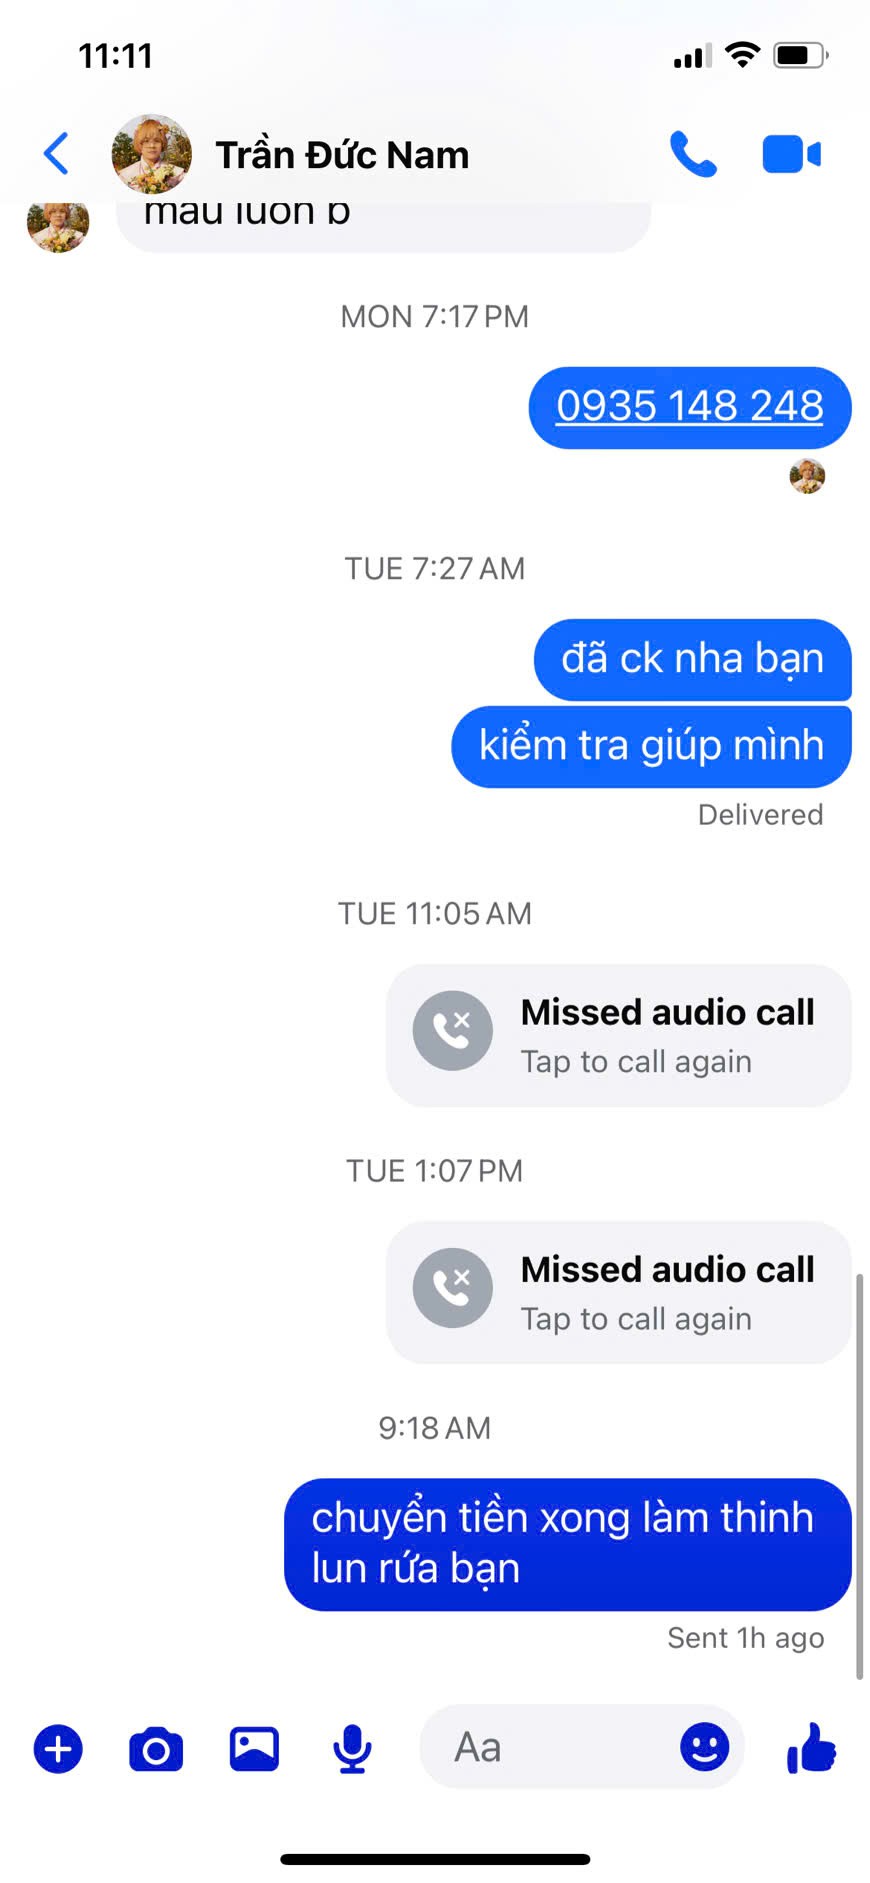 11:11
Trần Đức Nam
mau luon b
MON 7:17 PM
0935 148 248
TUE 7:27 AM
đã ck nha bạn
kiểm tra giúp mình
Delivered
TUE 11:05 AM
Missed audio call
Tap to call again
TUE 1:07 PM
Missed audio call
Tap to call again
9:18 AM
chuyển tiền xong làm thinh
lun rứa bạn
Sent 1h ago
Aa